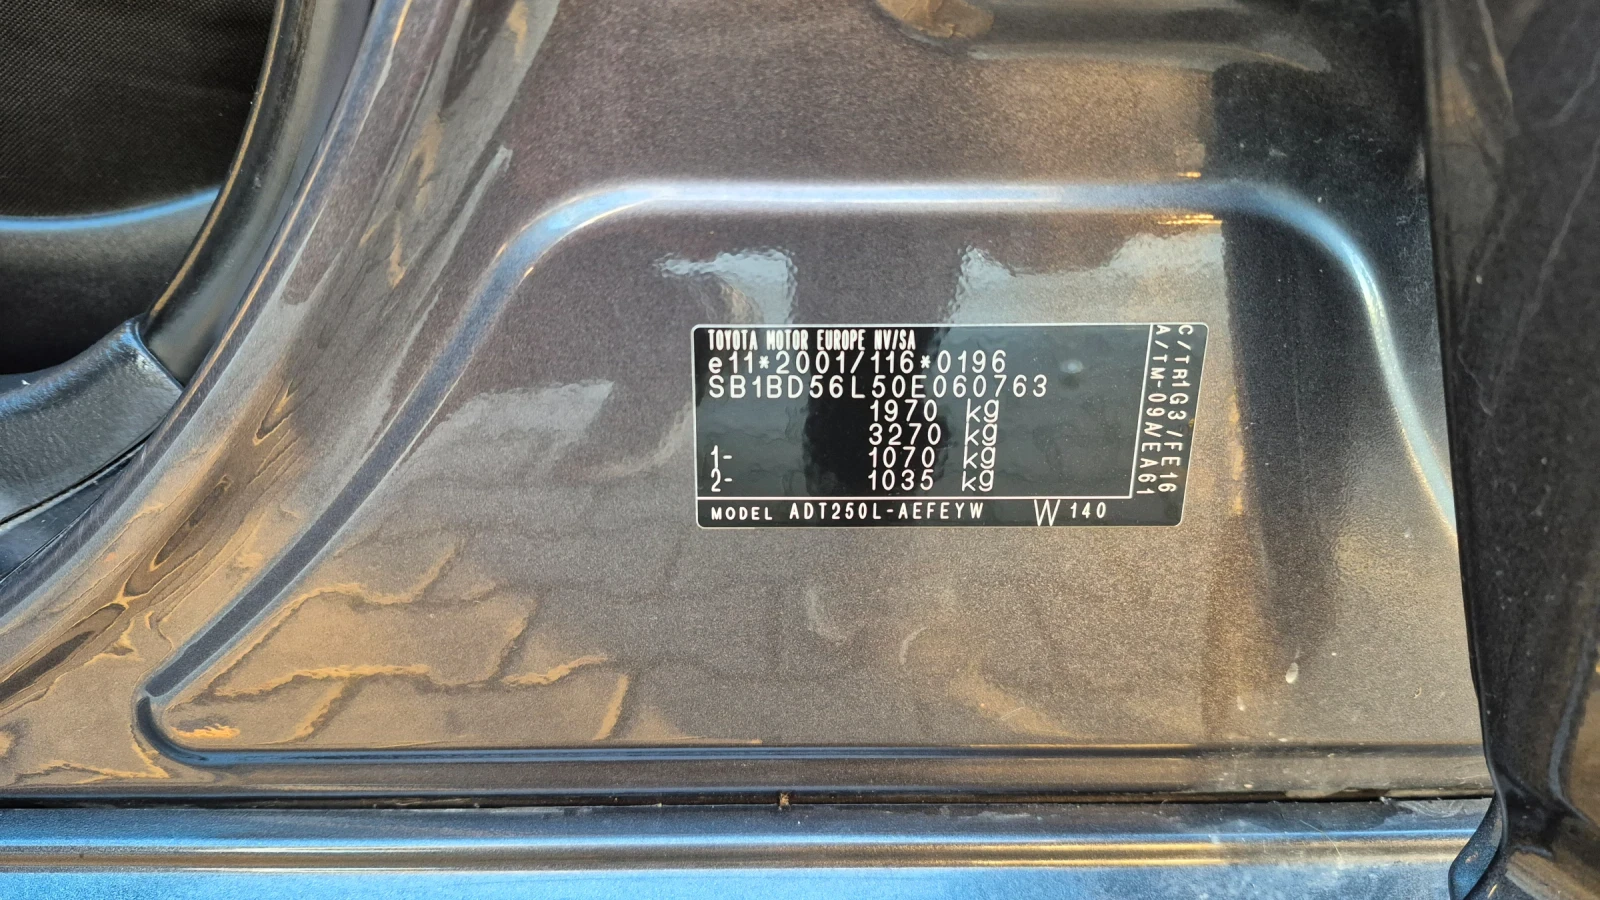 TOYOTA MOTOR EUROPE NV/SA
e11*2001/116*0196
SB1BD56L50E060763
1970 kg
3270 kg
1- 1070 kg
2- 1035 kg
MODEL ADT250L-AEFEYW W140
C/TR1G3/FE16
A/TM-09A/EA61